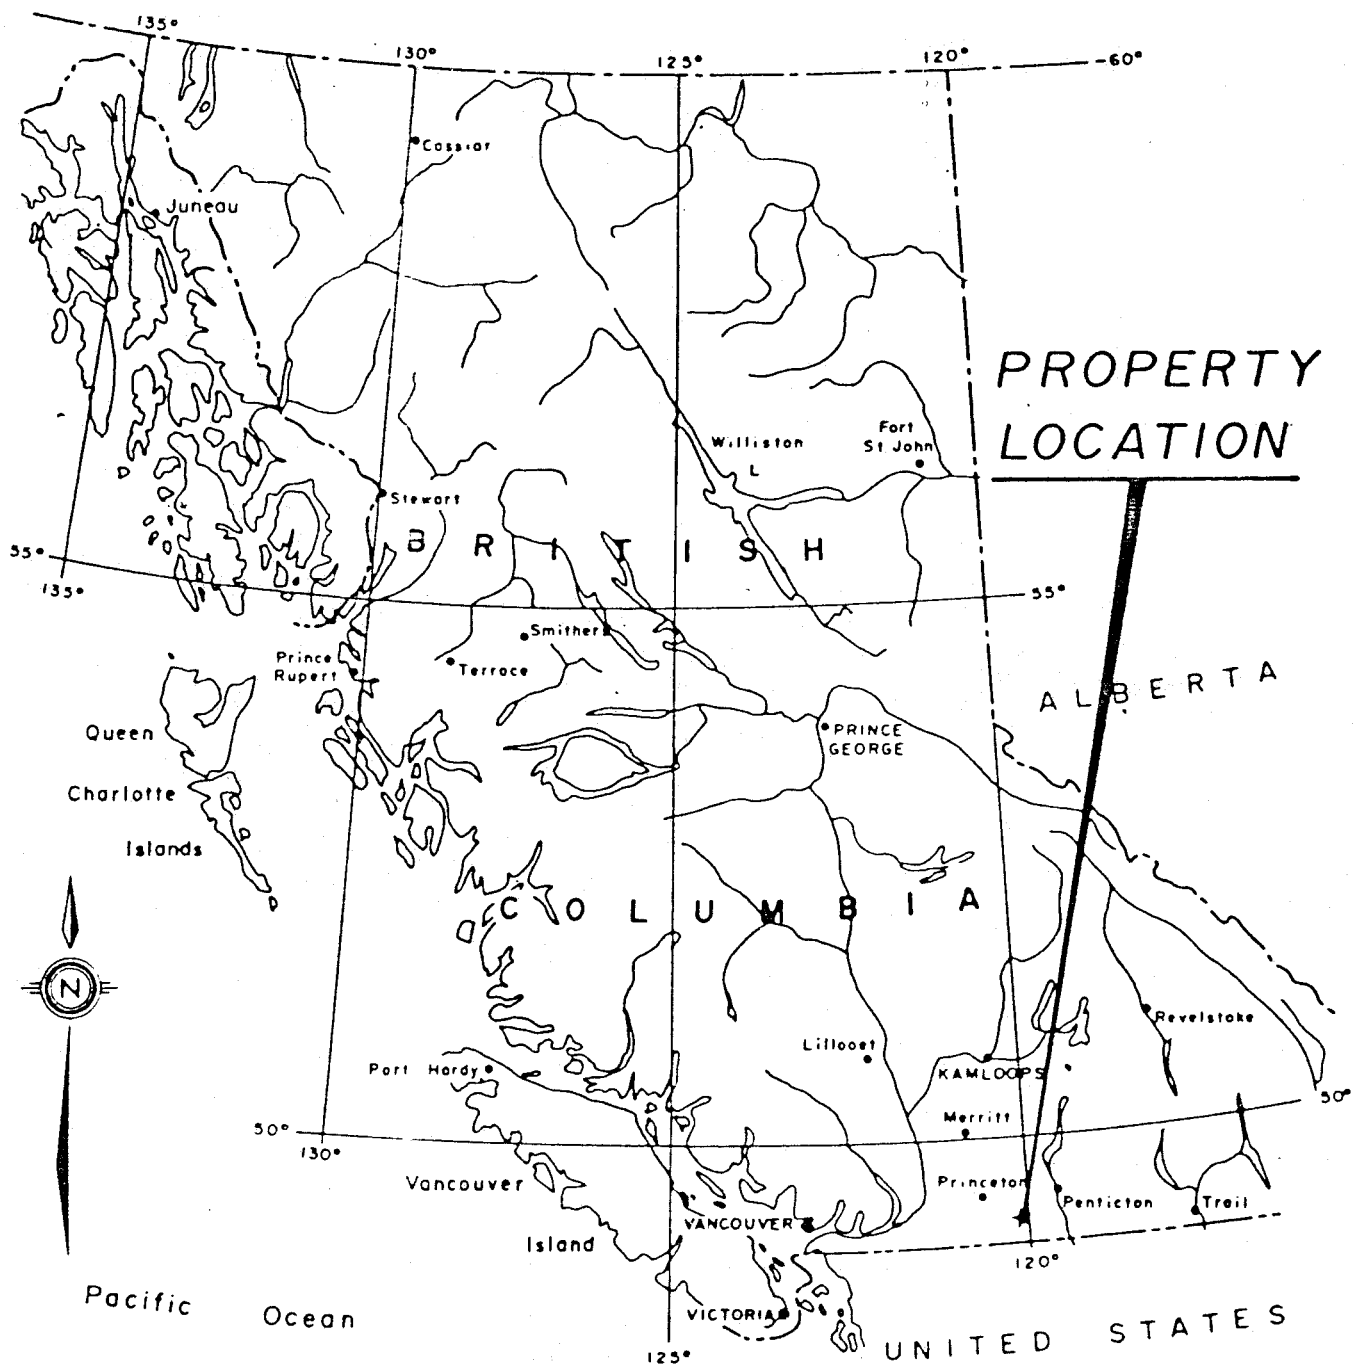 135°
130°
125°
120°
60°
Cassiar
Juneau
PROPERTY
LOCATION
Williston
L
Fort
St John
Stewart
BRITISH
55°
135°
55°
Smithers
Terrace
Prince
Rupert
ALBERTA
Queen
Charlotte
Islands
PRINCE
GEORGE
COLUMBIA
N
Revelstoke
Lillooet
KAMLOOPS
Port Hardy
Merritt
50°
50°
130°
Vancouver
Island
Princeton
Penticton
Trail
VANCOUVER
120°
Pacific Ocean
VICTORIA
UNITED STATES
125°